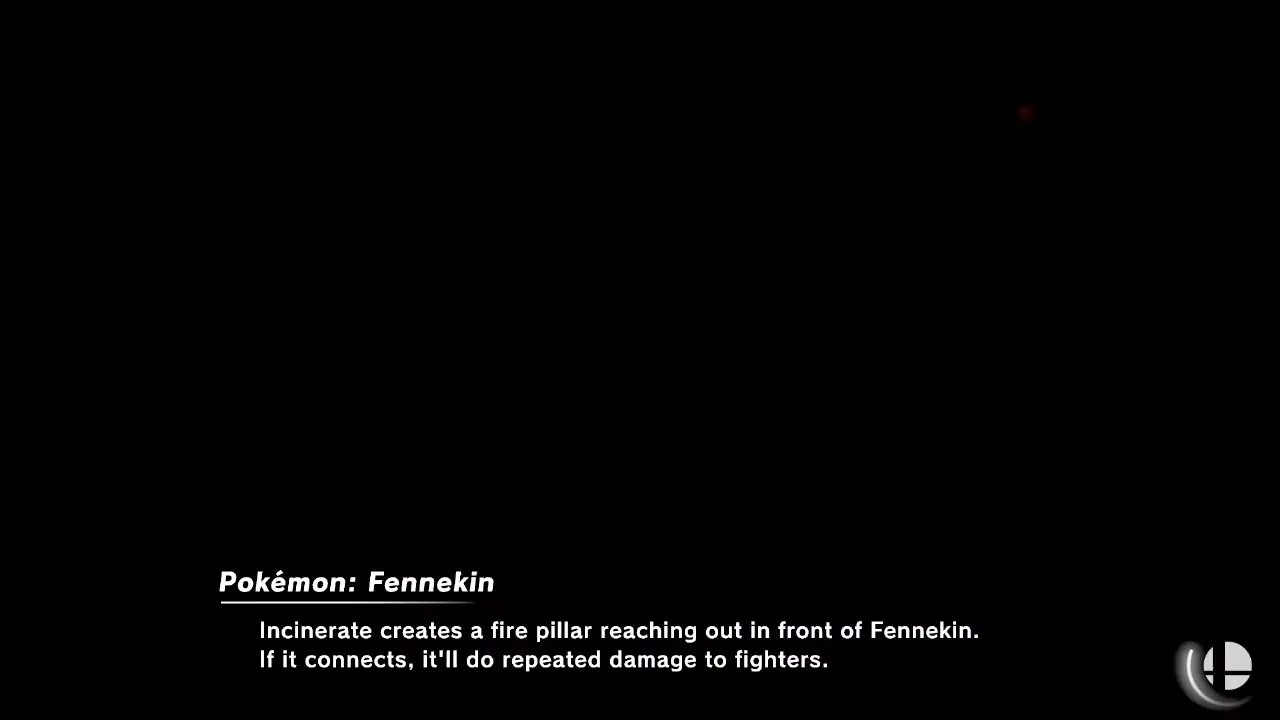 Pokémon: Fennekin
Incinerate creates a fire pillar reaching out in front of Fennekin.
If it connects, it'll do repeated damage to fighters.